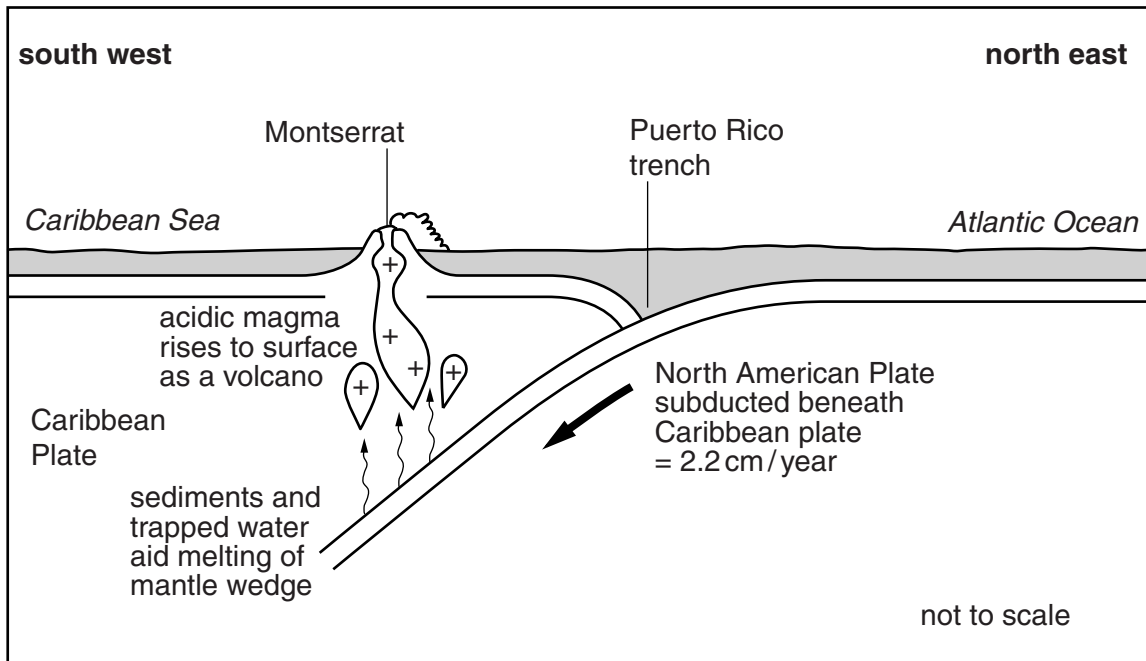 south west
north east
Montserrat
Puerto Rico
trench
Caribbean Sea
Atlantic Ocean
acidic magma
rises to surface
as a volcano
North American Plate
subducted beneath
Caribbean plate
= 2.2 cm / year
Caribbean
Plate
sediments and
trapped water
aid melting of
mantle wedge
not to scale